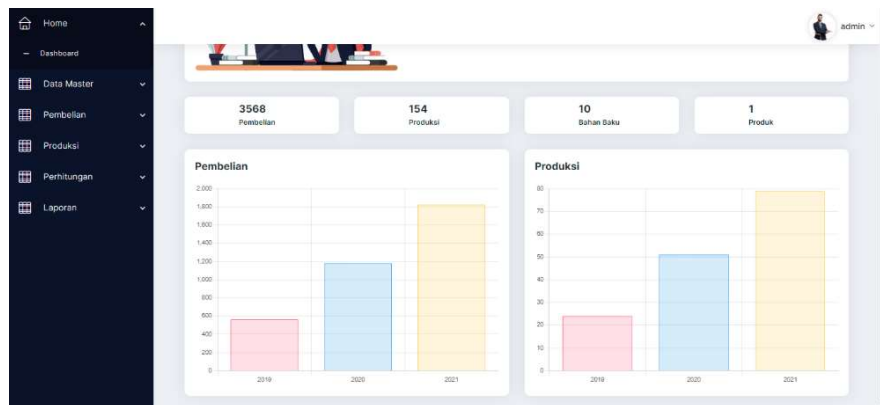 Home
admin
Dashboard
Data Master
Pembelian
Produksi
Perhitungan
Laporan
3568
Pembelian
154
Produksi
10
Bahan Baku
1
Produk
Pembelian
2.000
1,800
1,600
1,400
1,200
1,000
800
600
400
200
0
2019
2020
2021
Produksi
80
70
60
50
40
30
20
10
0
2019
2020
2021